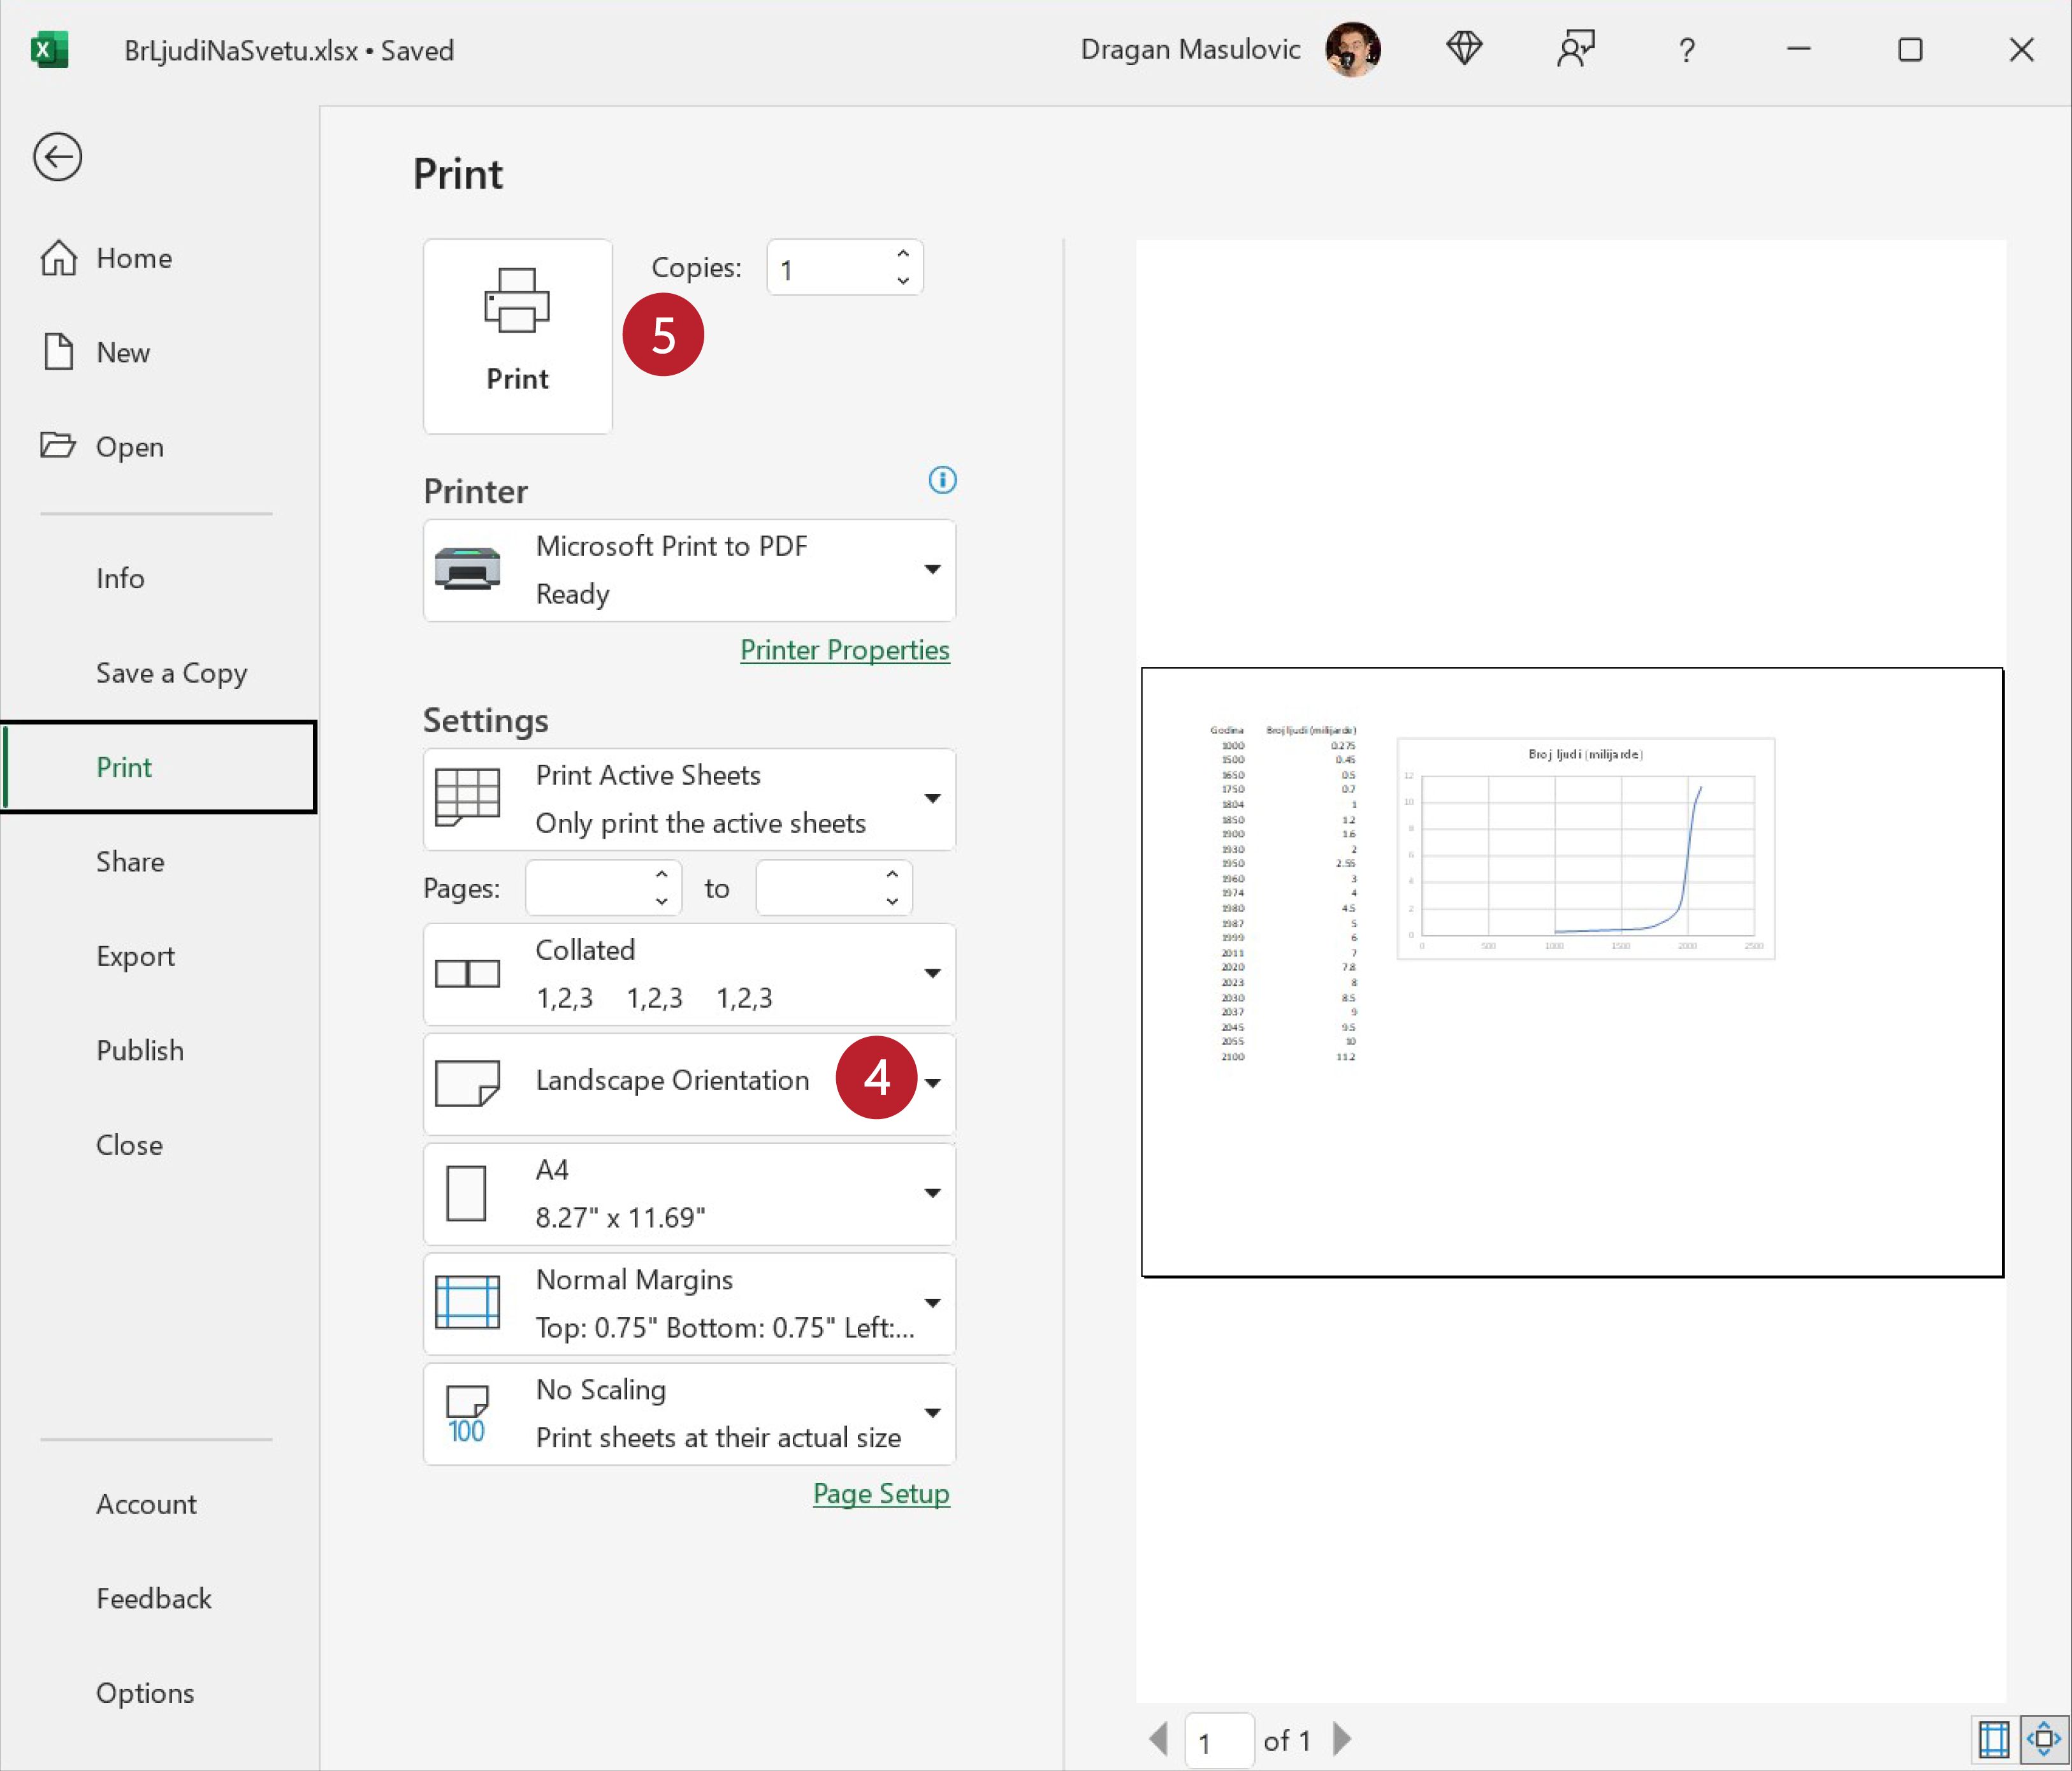 BrLjudiNaSvetu.xlsx • Saved
Dragan Masulovic
?
Home
New
Open
Info
Save a Copy
Print
Share
Export
Publish
Close
Account
Feedback
Options
Print
Print
Copies: 1
5
Printer
Microsoft Print to PDF
Ready
Printer Properties
Settings
Print Active Sheets
Only print the active sheets
Pages: to
Collated
1,2,3 1,2,3 1,2,3
Landscape Orientation
4
A4
8.27" x 11.69"
Normal Margins
Top: 0.75" Bottom: 0.75" Left:...
No Scaling
100
Print sheets at their actual size
Page Setup
Godina Broj ljudi (milijarde)
1000 0.275
1500 0.45
1650 0.5
1750 0.7
1804 1
1850 1.2
1900 1.6
1930 2
1950 2.55
1960 3
1974 4
1980 4.5
1987 5
1999 6
2011 7
2020 7.8
2023 8
2030 8.5
2037 9
2045 9.5
2055 10
2100 11.2
Broj ljudi (milijarde)
12
10
8
6
4
2
0
0 500 1000 1500 2000 2500
1 of 1